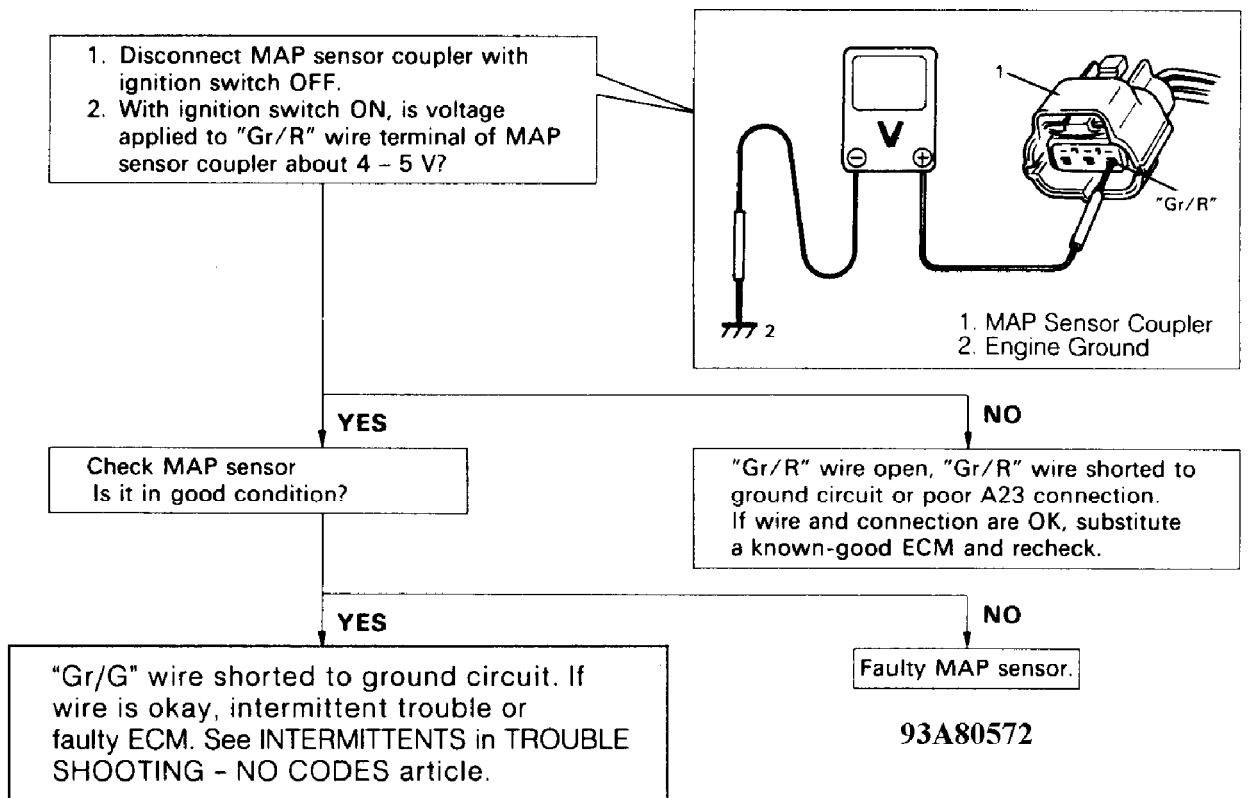 1. Disconnect MAP sensor coupler with
ignition switch OFF.
2. With ignition switch ON, is voltage
applied to "Gr/R" wire terminal of MAP
sensor coupler about 4 – 5 V?
1
V
"Gr/R"
2
1. MAP Sensor Coupler
2. Engine Ground
YES
NO
Check MAP sensor
Is it in good condition?
"Gr/R" wire open, "Gr/R" wire shorted to
ground circuit or poor A23 connection.
If wire and connection are OK, substitute
a known-good ECM and recheck.
YES
NO
"Gr/G" wire shorted to ground circuit. If
wire is okay, intermittent trouble or
faulty ECM. See INTERMITTENTS in TROUBLE
SHOOTING – NO CODES article.
Faulty MAP sensor.
93A80572